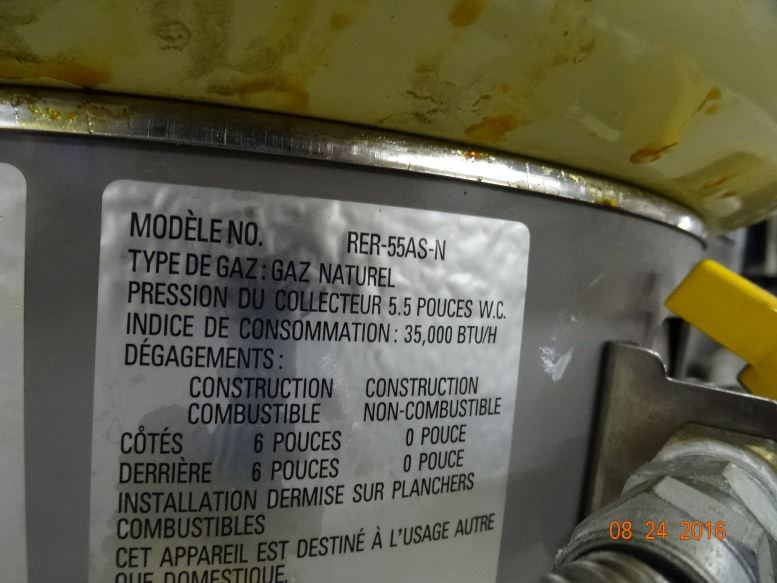 MODÈLE NO. RER-55AS-N
TYPE DE GAZ : GAZ NATUREL
PRESSION DU COLLECTEUR 5.5 POUCES W.C.
INDICE DE CONSOMMATION : 35,000 BTU/H
DÉGAGEMENTS :
CONSTRUCTION CONSTRUCTION
COMBUSTIBLE NON-COMBUSTIBLE
CÔTÉS 6 POUCES 0 POUCE
DERRIÈRE 6 POUCES 0 POUCE
INSTALLATION DERMISE SUR PLANCHERS
COMBUSTIBLES
CET APPAREIL EST DESTINÉ À L'USAGE AUTRE
QUE DOMESTIQUE.
08 24 2016